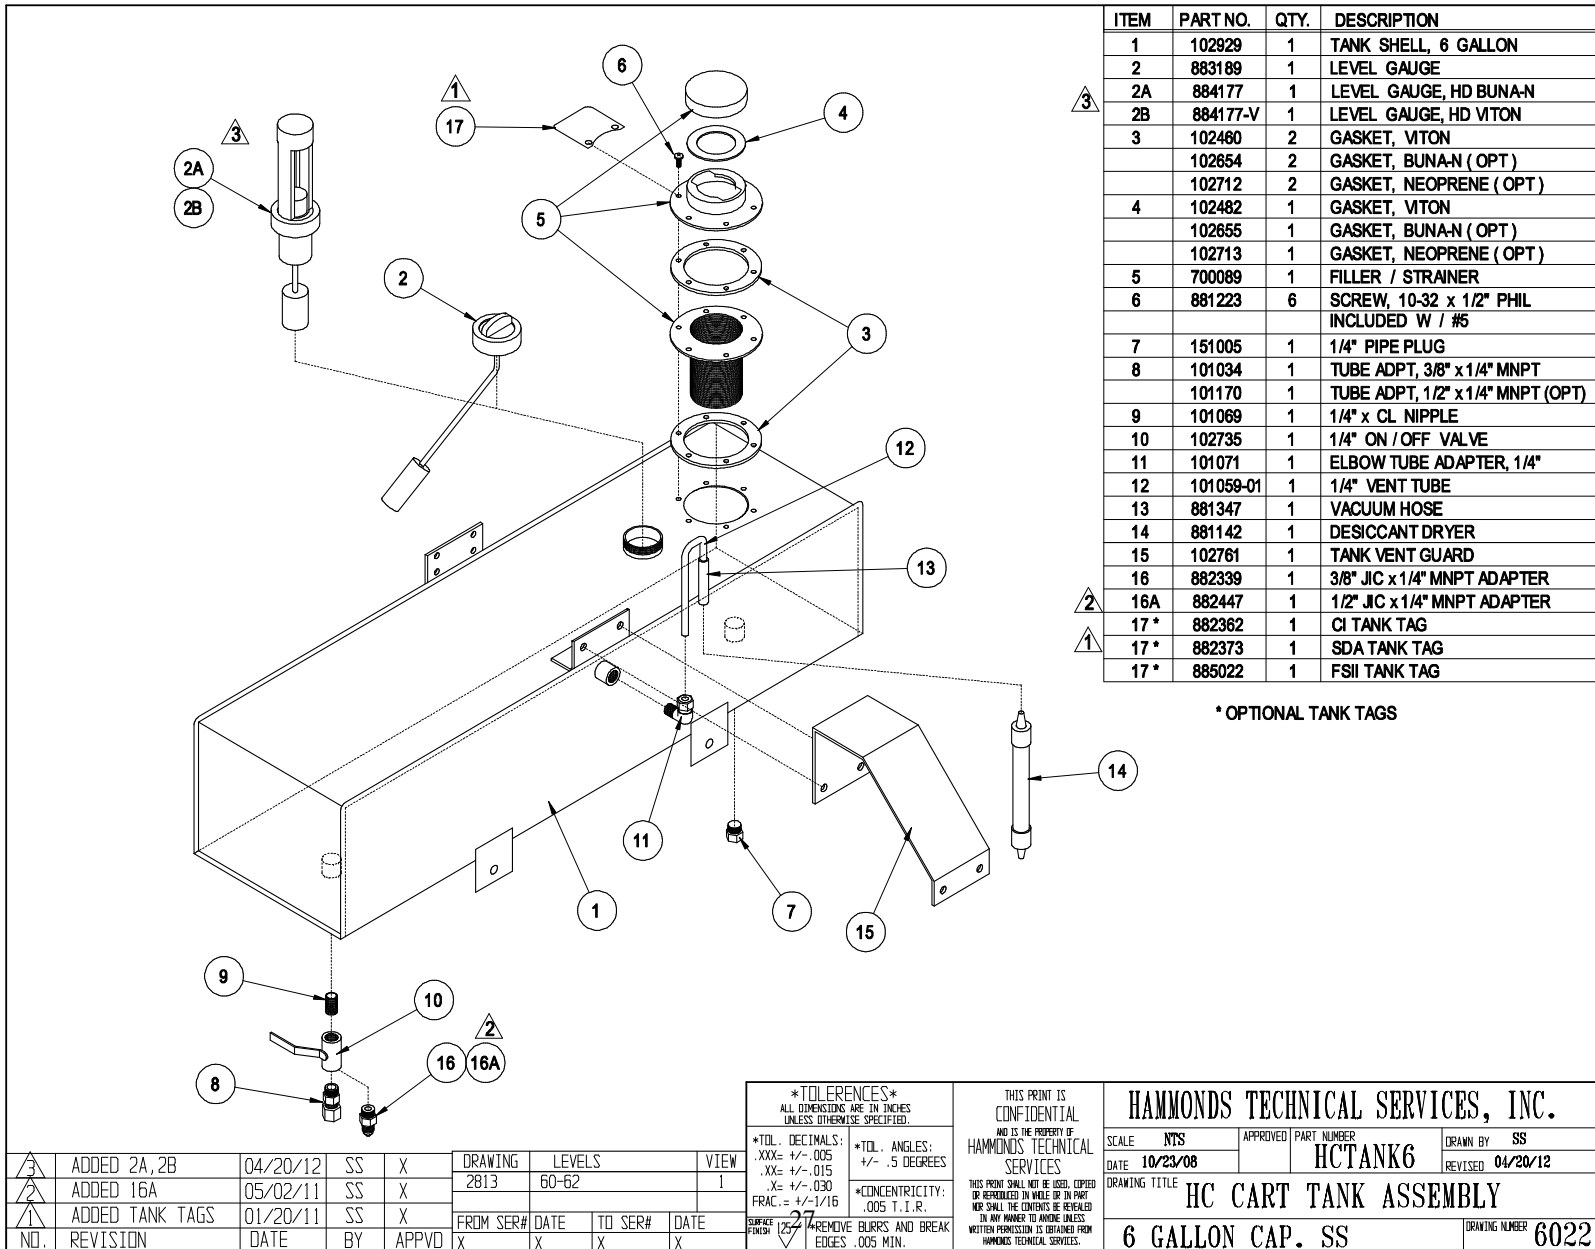 ITEM PART NO. QTY. DESCRIPTION
1 102929 1 TANK SHELL, 6 GALLON
2 883189 1 LEVEL GAUGE
2A 884177 1 LEVEL GAUGE, HD BUNA-N
3
2B 884177-V 1 LEVEL GAUGE, HD VITON
3 102460 2 GASKET, VITON
102654 2 GASKET, BUNA-N ( OPT )
102712 2 GASKET, NEOPRENE ( OPT )
4 102482 1 GASKET, VITON
102655 1 GASKET, BUNA-N ( OPT )
102713 1 GASKET, NEOPRENE ( OPT )
5 700089 1 FILLER / STRAINER
6 881223 6 SCREW, 10-32 x 1/2" PHIL
INCLUDED W / #5
7 151005 1 1/4" PIPE PLUG
8 101034 1 TUBE ADPT, 3/8" x 1/4" MNPT
101170 1 TUBE ADPT, 1/2" x 1/4" MNPT (OPT)
9 101069 1 1/4" x CL NIPPLE
10 102735 1 1/4" ON / OFF VALVE
11 101071 1 ELBOW TUBE ADAPTER, 1/4"
12 101059-01 1 1/4" VENT TUBE
13 881347 1 VACUUM HOSE
14 881142 1 DESICCANT DRYER
15 102761 1 TANK VENT GUARD
16 882339 1 3/8" JIC x 1/4" MNPT ADAPTER
2
16A 882447 1 1/2" JIC x 1/4" MNPT ADAPTER
17 * 882362 1 CI TANK TAG
1
17 * 882373 1 SDA TANK TAG
17 * 885022 1 FSII TANK TAG
* OPTIONAL TANK TAGS
6
1
17
4
3
2A
2B
5
2
3
12
13
14
11
1
7
15
9
10
2
16
16A
8
3 ADDED 2A,2B 04/20/12 SS X
2 ADDED 16A 05/02/11 SS X
1 ADDED TANK TAGS 01/20/11 SS X
NO. REVISION DATE BY APPVD
DRAWING LEVELS VIEW
2813 60-62 1
FROM SER# DATE TO SER# DATE
X X X X
*TOLERENCES*
ALL DIMENSIONS ARE IN INCHES
UNLESS OTHERWISE SPECIFIED.
*TOL. DECIMALS:
.XXX= +/-.005
.XX= +/-.015
.X= +/-.030
FRAC.= +/-1/16
*TOL. ANGLES:
+/- .5 DEGREES
*CONCENTRICITY:
.005 T.I.R.
SURFACE
FINISH
125
27
*REMOVE BURRS AND BREAK
EDGES .005 MIN.
THIS PRINT IS
CONFIDENTIAL
AND IS THE PROPERTY OF
HAMMONDS TECHNICAL
SERVICES
THIS PRINT SHALL NOT BE USED, COPIED
OR REPRODUCED IN WHOLE OR IN PART
NOR SHALL THE CONTENTS BE REVEALED
IN ANY MANNER TO ANYONE UNLESS
WRITTEN PERMISSION IS OBTAINED FROM
HAMMONDS TECHNICAL SERVICES.
HAMMONDS TECHNICAL SERVICES, INC.
SCALE NTS
APPROVED
PART NUMBER
HCTANK6
DRAWN BY SS
DATE 10/23/08
REVISED 04/20/12
DRAWING TITLE HC CART TANK ASSEMBLY
6 GALLON CAP. SS
DRAWING NUMBER 6022